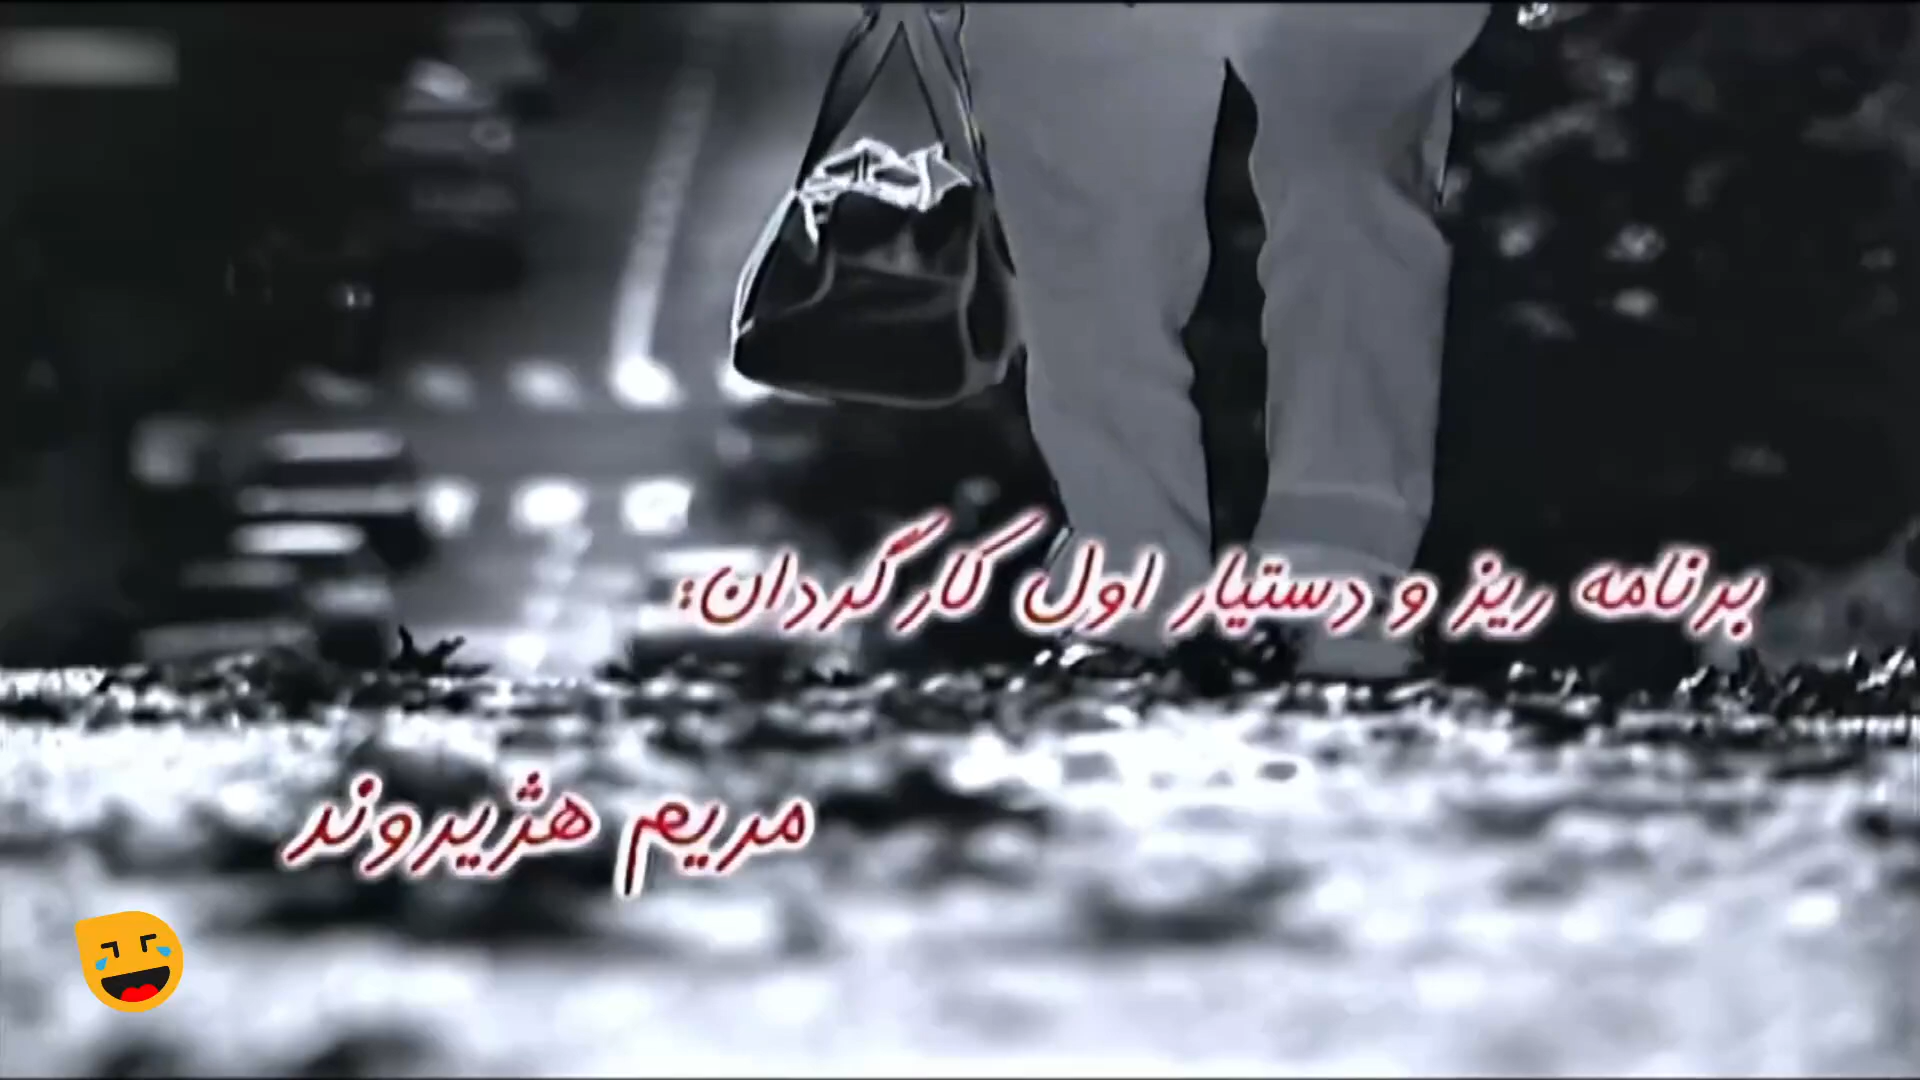 برنامه ریز و دستیار اول کارگردان:
مریم هژیروند